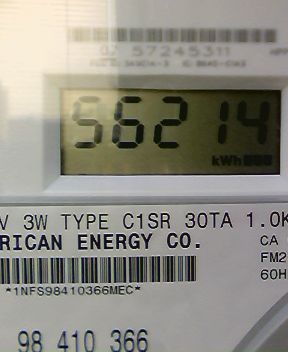 57245311
56214
kWh
V 3W TYPE C1SR 30TA 1.0K
RICAN ENERGY CO.
CA
FM2
60H
*1NFS98410366MEC*
98 410 366